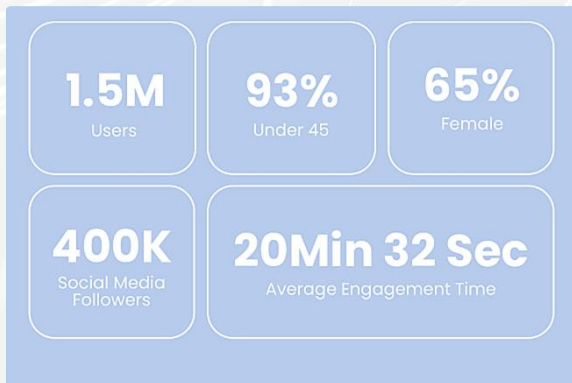 1.5M
Users
93%
Under 45
65%
Female
400K
Social Media
Followers
20Min 32 Sec
Average Engagement Time